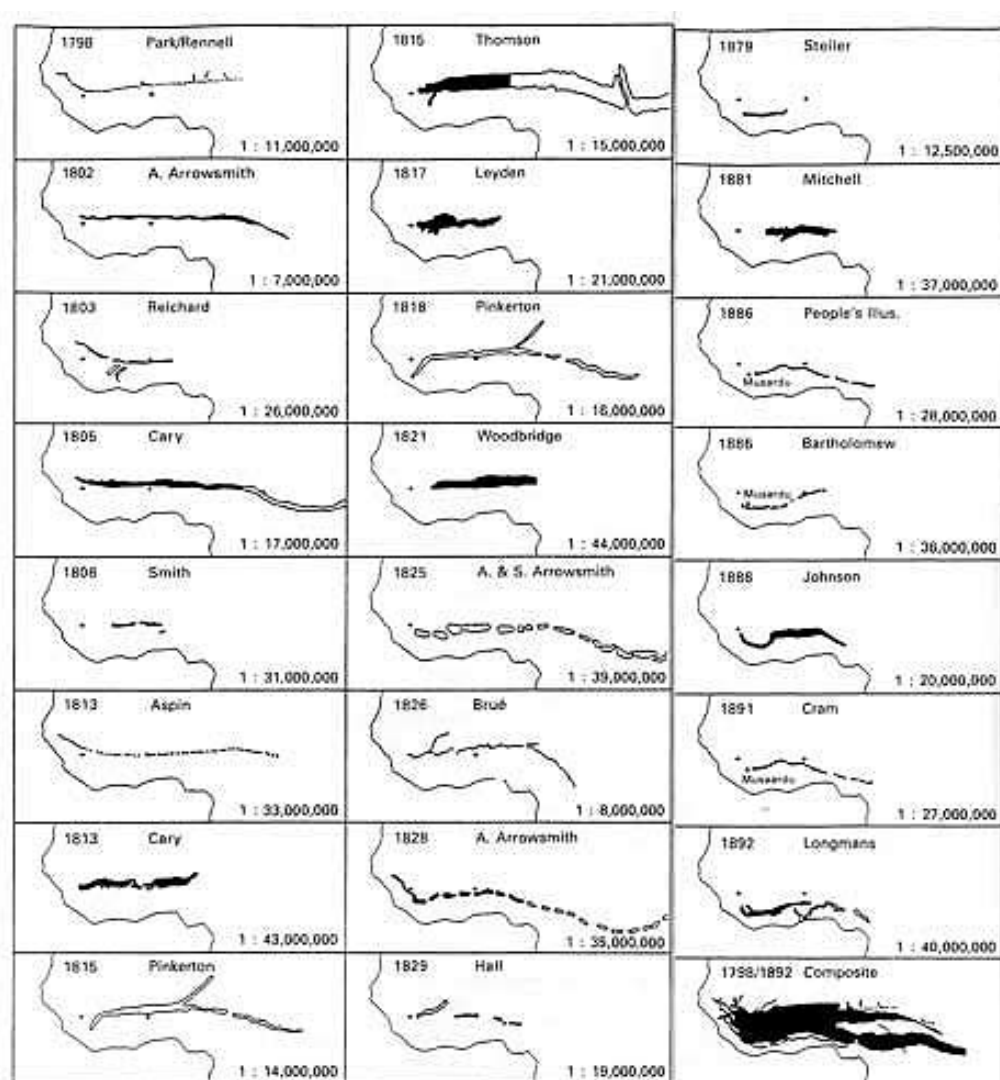 1798 Park/Rennell
1 : 11,000,000
1802 A. Arrowsmith
1 : 7,000,000
1803 Reichard
1 : 26,000,000
1805 Cary
1 : 17,000,000
1808 Smith
1 : 31,000,000
1813 Aspin
1 : 33,000,000
1813 Cary
1 : 43,000,000
1815 Pinkerton
1 : 14,000,000
1815 Thomson
1 : 15,000,000
1817 Leyden
1 : 21,000,000
1818 Pinkerton
1 : 16,000,000
1821 Woodbridge
1 : 44,000,000
1825 A. & S. Arrowsmith
1 : 39,000,000
1826 Brué
1 : 8,000,000
1828 A. Arrowsmith
1 : 35,000,000
1829 Hall
1 : 19,000,000
1879 Steiler
1 : 12,500,000
1881 Mitchell
1 : 37,000,000
1886 People's Illus.
Musardu
1 : 28,000,000
1886 Bartholomew
Musardu
1 : 36,000,000
1888 Johnson
1 : 20,000,000
1891 Cram
Musardu
1 : 27,000,000
1892 Longmans
1 : 40,000,000
1798/1892 Composite